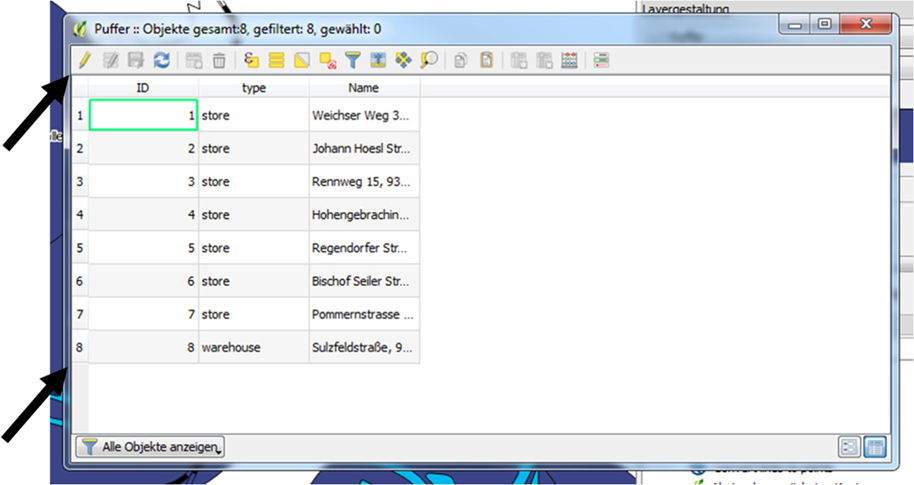 Layergestaltung
Puffer :: Objekte gesamt:8, gefiltert: 8, gewählt: 0
ID type Name
1 1 store Weichser Weg 3...
2 2 store Johann Hoesl Str...
3 3 store Rennweg 15, 93...
4 4 store Hohengebrachin...
5 5 store Regendorfer Str...
6 6 store Bischof Seiler Str...
7 7 store Pommernstrasse ...
8 8 warehouse Sulzfeldstraße, 9...
Alle Objekte anzeigen